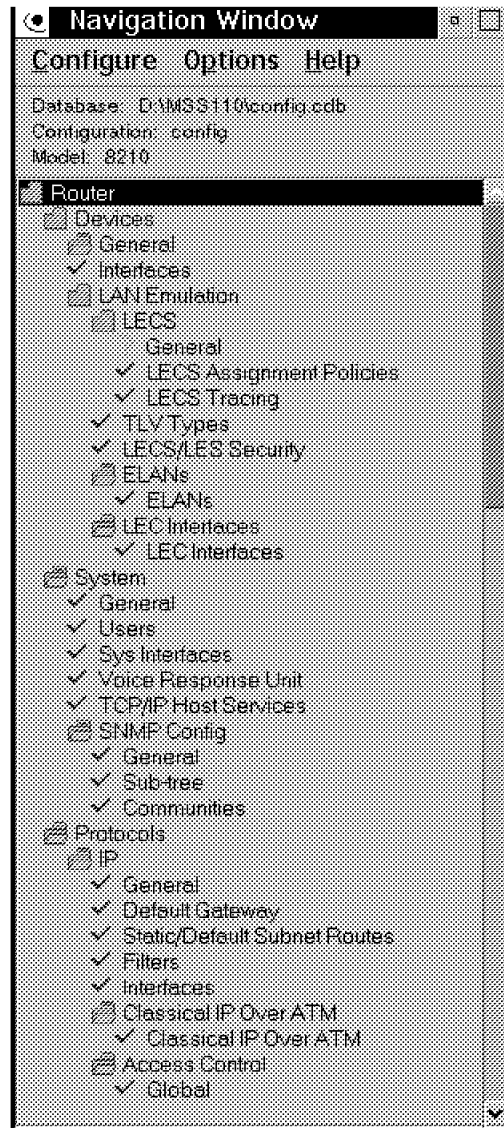 Navigation Window
Configure Options Help
Database: D:\MSS110\config.cdb
Configuration: config
Model: 8210
Router
Devices
General
Interfaces
LAN Emulation
LECS
General
LECS Assignment Policies
LECS Tracing
TLV Types
LECS/LES Security
ELANs
ELANs
LEC Interfaces
LEC Interfaces
System
General
Users
Sys Interfaces
Voice Response Unit
TCP/IP Host Services
SNMP Config
General
Sub-tree
Communities
Protocols
IP
General
Default Gateway
Static/Default Subnet Routes
Filters
Interfaces
Classical IP Over ATM
Classical IP Over ATM
Access Control
Global